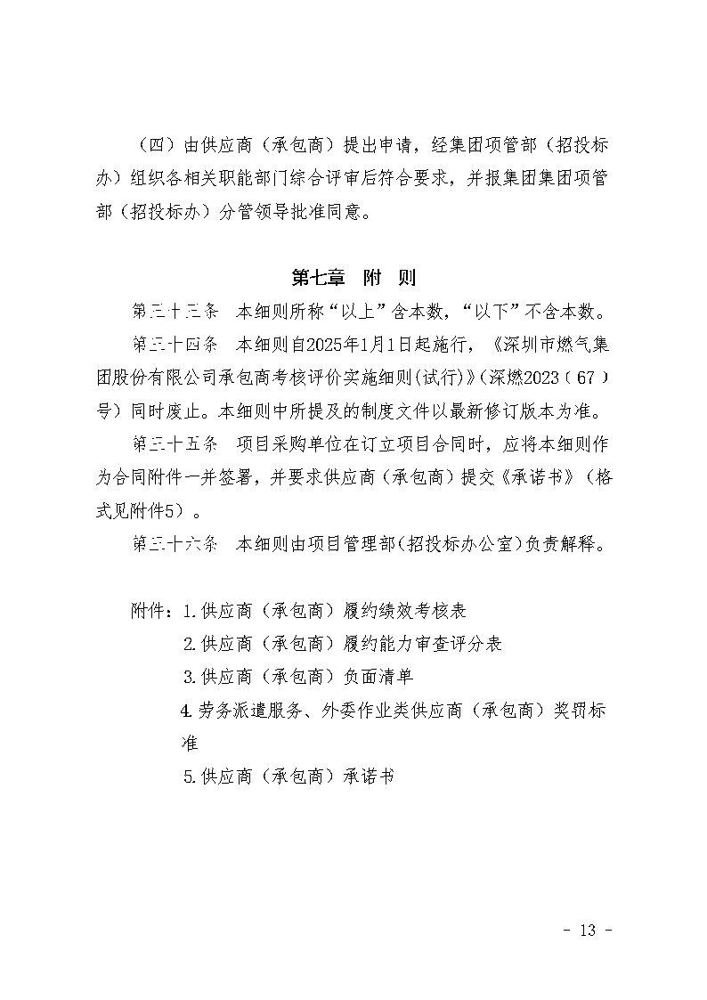 （四）由供应商（承包商）提出申请，经集团项管部（招投标
办）组织各相关职能部门综合评审后符合要求，并报集团集团项管
部（招投标办）分管领导批准同意。
第七章　附　则
第三十三条　本细则所称“以上”含本数，“以下”不含本数。
第三十四条　本细则自2025年1月1日起施行，《深圳市燃气集
团股份有限公司承包商考核评价实施细则(试行)》（深燃2023﹝67﹞
号）同时废止。本细则中所提及的制度文件以最新修订版本为准。
第三十五条　项目采购单位在订立项目合同时，应将本细则作
为合同附件一并签署，并要求供应商（承包商）提交《承诺书》（格
式见附件5）。
第三十六条　本细则由项目管理部（招投标办公室）负责解释。
附件：1.供应商（承包商）履约绩效考核表
2.供应商（承包商）履约能力审查评分表
3.供应商（承包商）负面清单
4.劳务派遣服务、外委作业类供应商（承包商）奖罚标
准
5.供应商（承包商）承诺书
- 13 -